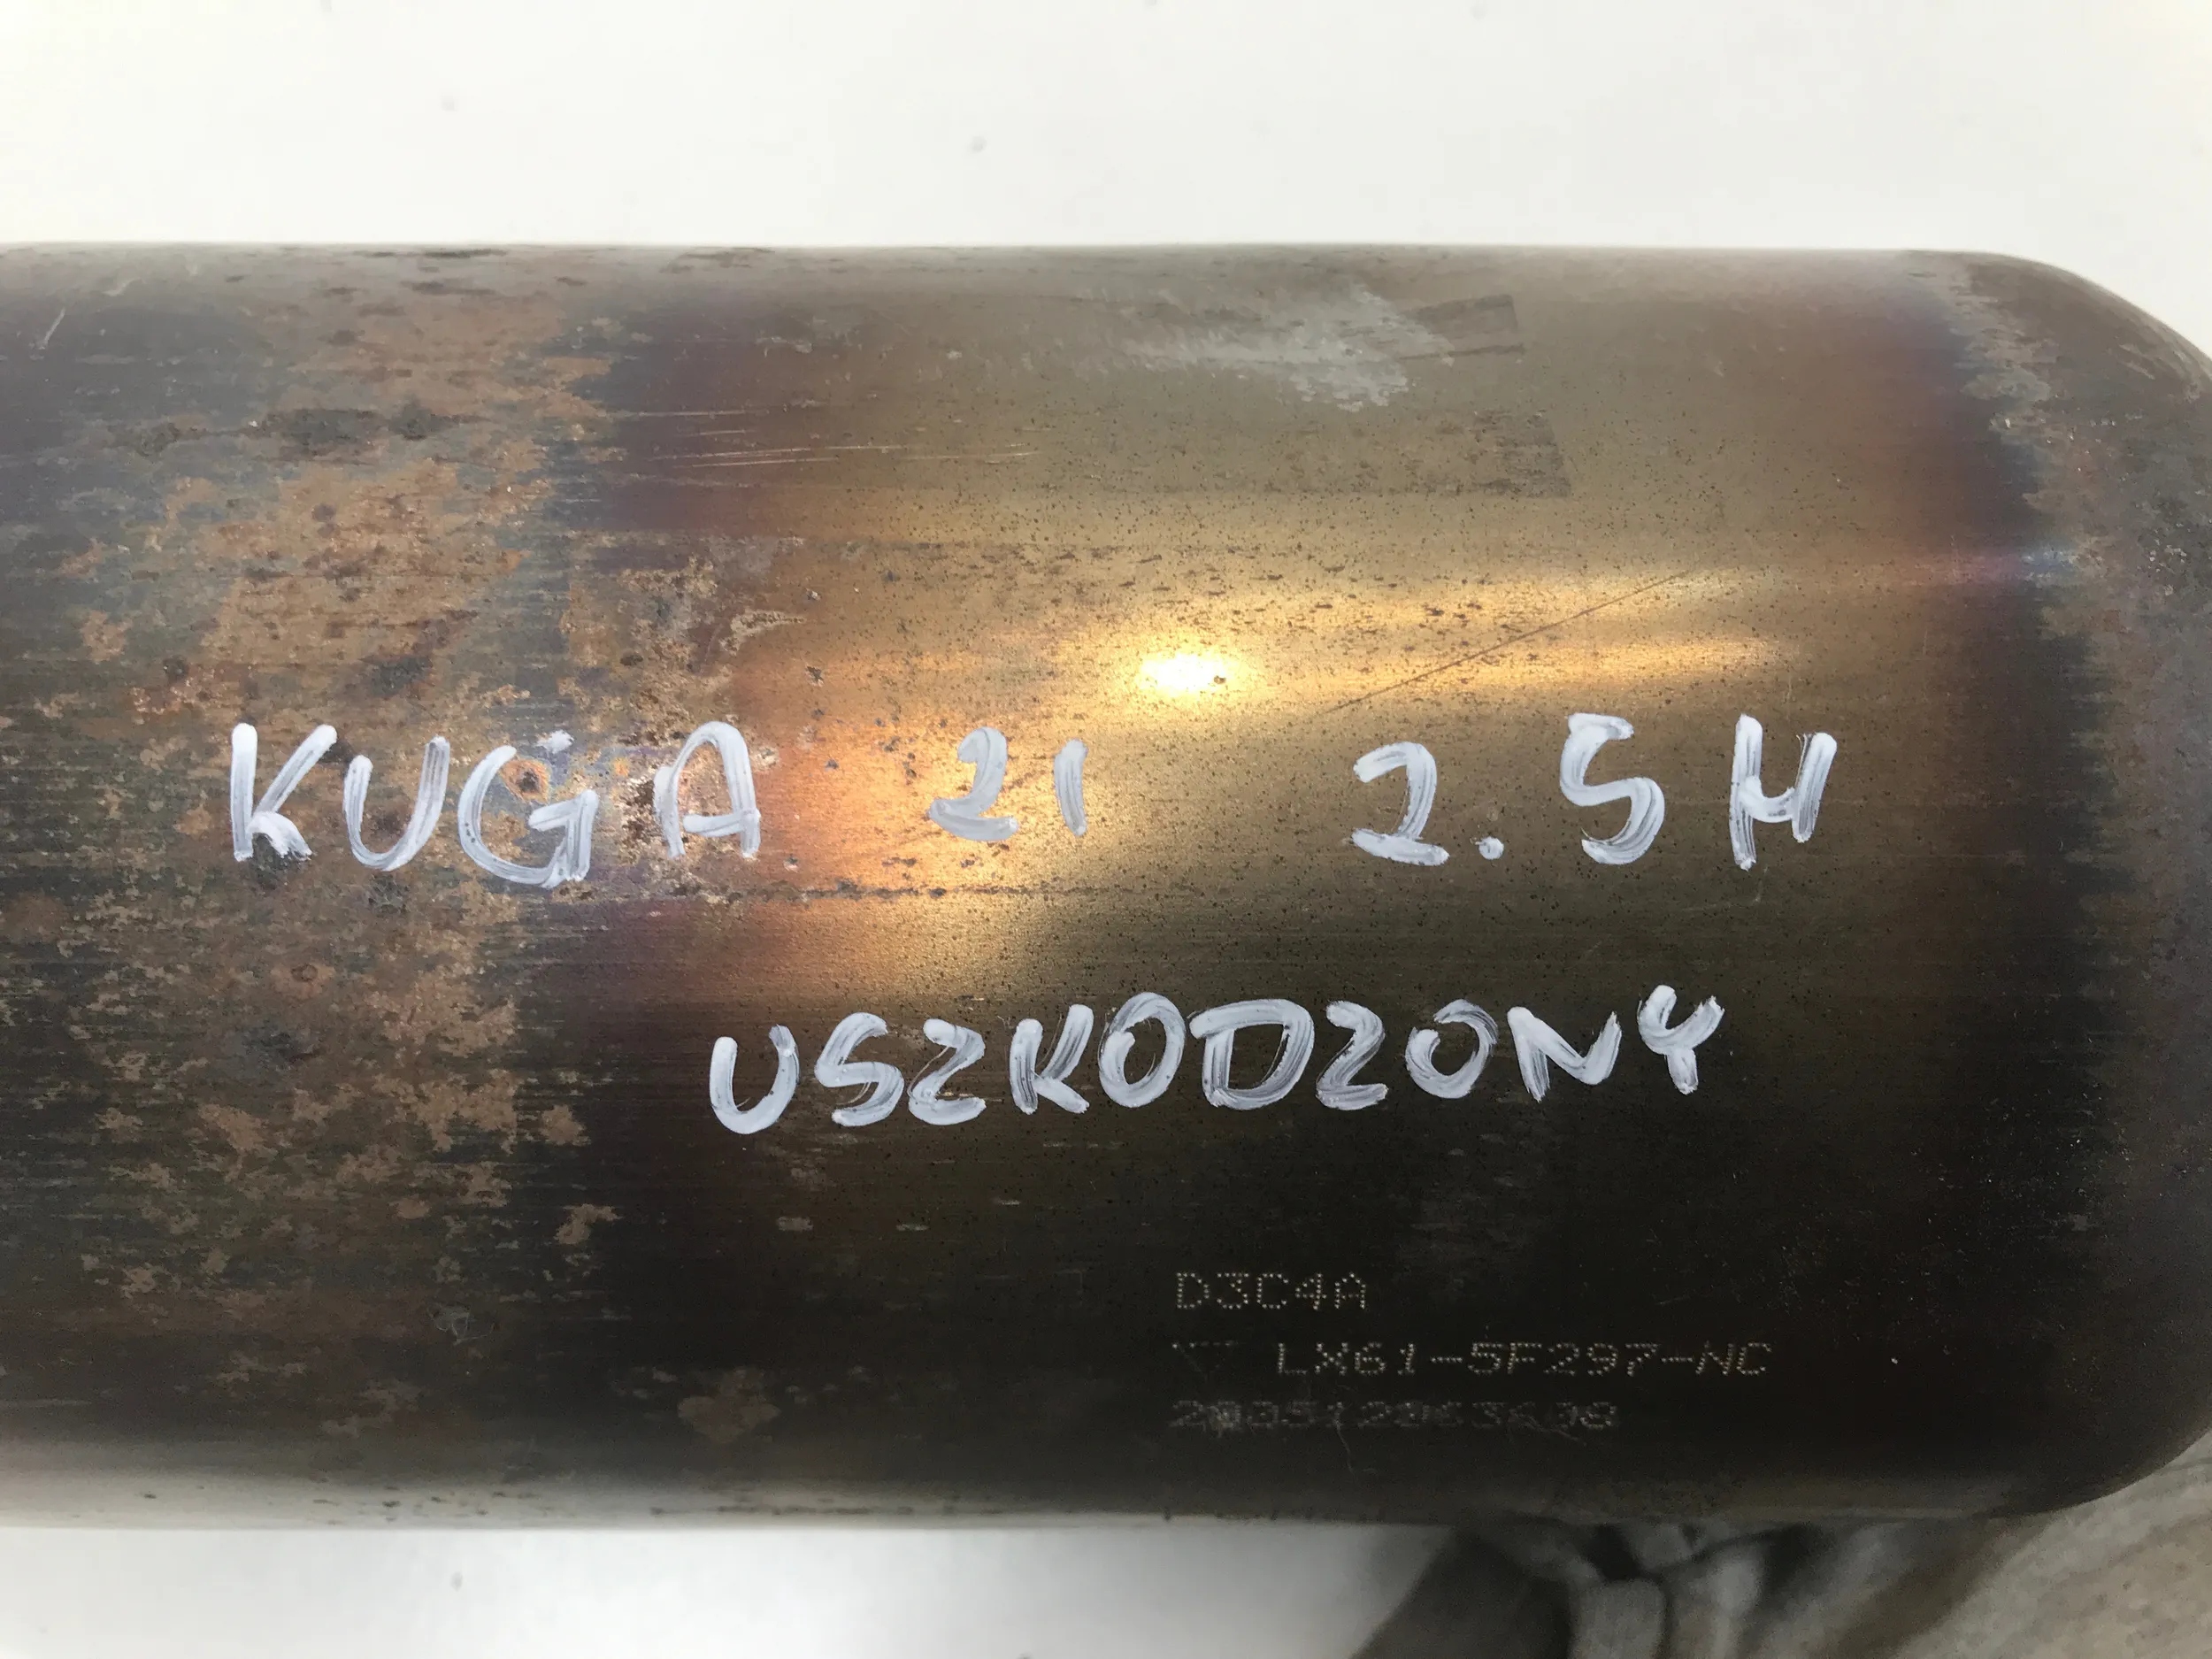 KUGA 21 2.5H
USZKODZONY
D3C4A
LX61-5F297-NC